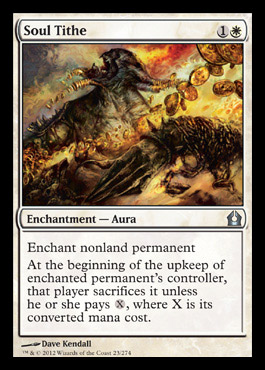 Soul Tithe 1
Enchantment — Aura
Enchant nonland permanent
At the beginning of the upkeep of
enchanted permanent's controller,
that player sacrifices it unless
he or she pays X, where X is its
converted mana cost.
Dave Kendall
™ & © 2012 Wizards of the Coast 23/274